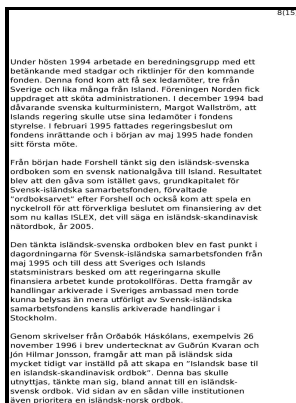 8(15
Under hösten 1994 arbetade en beredningsgrupp med ett
betänkande med stadgar och riktlinjer för den kommande
fonden. Denna fond kom att få sex ledamöter, tre från
Sverige och lika många från Island. Föreningen Norden fick
uppdraget att sköta administrationen. I december 1994 bad
dåvarande svenska kulturministern, Margot Wallström, att
Islands regering skulle utse sina ledamöter i fondens
styrelse. I februari 1995 fattades regeringsbeslut om
fondens inrättande och i början av maj 1995 hade fonden
sitt första möte.
Från början hade Forshell tänkt sig den isländsk-svenska
ordboken som en svensk nationalgåva till Island. Resultatet
blev att den gåva som istället gavs, grundkapitalet för
Svensk-isländska samarbetsfonden, förvaltade
"ordboksarvet" efter Forshell och också kom att spela en
nyckelroll för att förverkliga beslutet om finansiering av det
som nu kallas ISLEX, det vill säga en isländsk-skandinavisk
nätordbok, år 2005.
Den tänkta isländsk-svenska ordboken blev en fast punkt i
dagordningarna för Svensk-isländska samarbetsfonden från
maj 1995 och till dess att Sveriges och Islands
statsministrars besked om att regeringarna skulle
finansiera arbetet kunde protokollföras. Detta framgår av
handlingar arkiverade i Sveriges ambassad men torde
kunna belysas än mera utförligt av Svensk-isländska
samarbetsfondens kanslis arkiverade handlingar i
Stockholm.
Genom skrivelser från Orðabók Háskólans, exempelvis 26
november 1996 i brev undertecknat av Guðrún Kvaran och
Jón Hilmar Jonsson, framgår att man på isländsk sida
mycket tidigt var inställd på att skapa en "Islandsk base til
en islandsk-skandinavisk ordbok". Denna bas skulle
utnyttjas, tänkte man sig, bland annat till en isländsk-
svensk ordbok. Vid sidan av en sådan ville institutionen
även prioritera en isländsk-norsk ordbok.